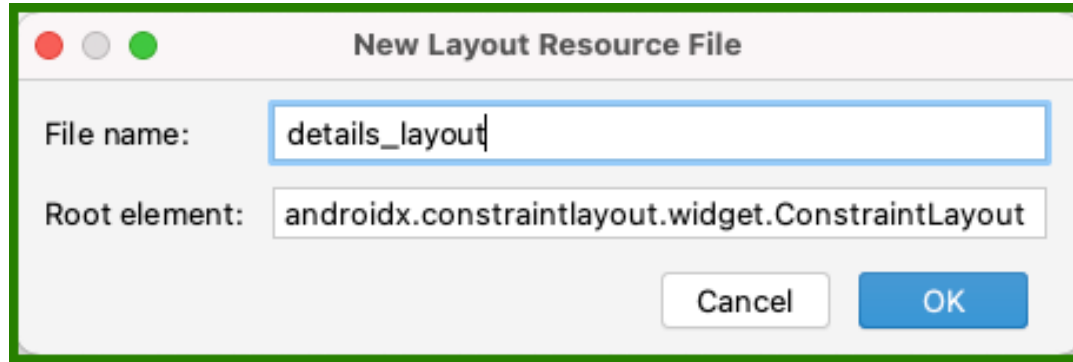 New Layout Resource File
File name: details_layout
Root element: androidx.constraintlayout.widget.ConstraintLayout
Cancel OK